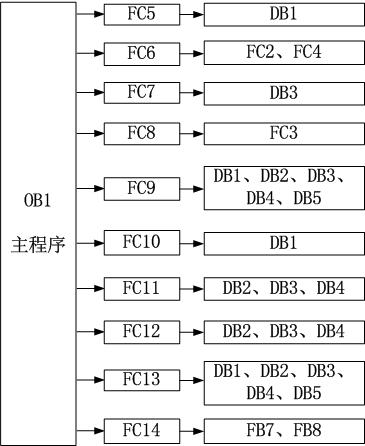 OB1
主程序
FC5
DB1
FC6
FC2、FC4
FC7
DB3
FC8
FC3
FC9
DB1、DB2、DB3、
DB4、DB5
FC10
DB1
FC11
DB2、DB3、DB4
FC12
DB2、DB3、DB4
FC13
DB1、DB2、DB3、
DB4、DB5
FC14
FB7、FB8